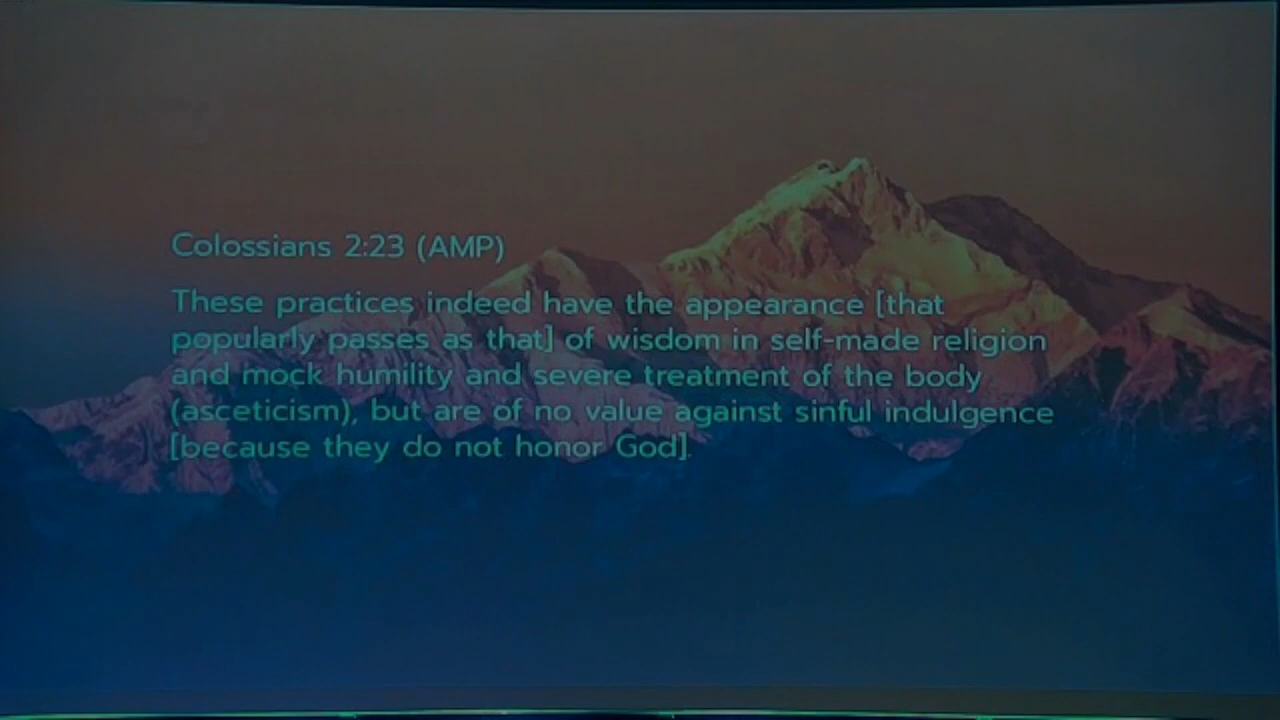 Colossians 2:23 (AMP)
These practices indeed have the appearance [that
popularly passes as that] of wisdom in self-made religion
and mock humility and severe treatment of the body
(asceticism), but are of no value against sinful indulgence
[because they do not honor God].